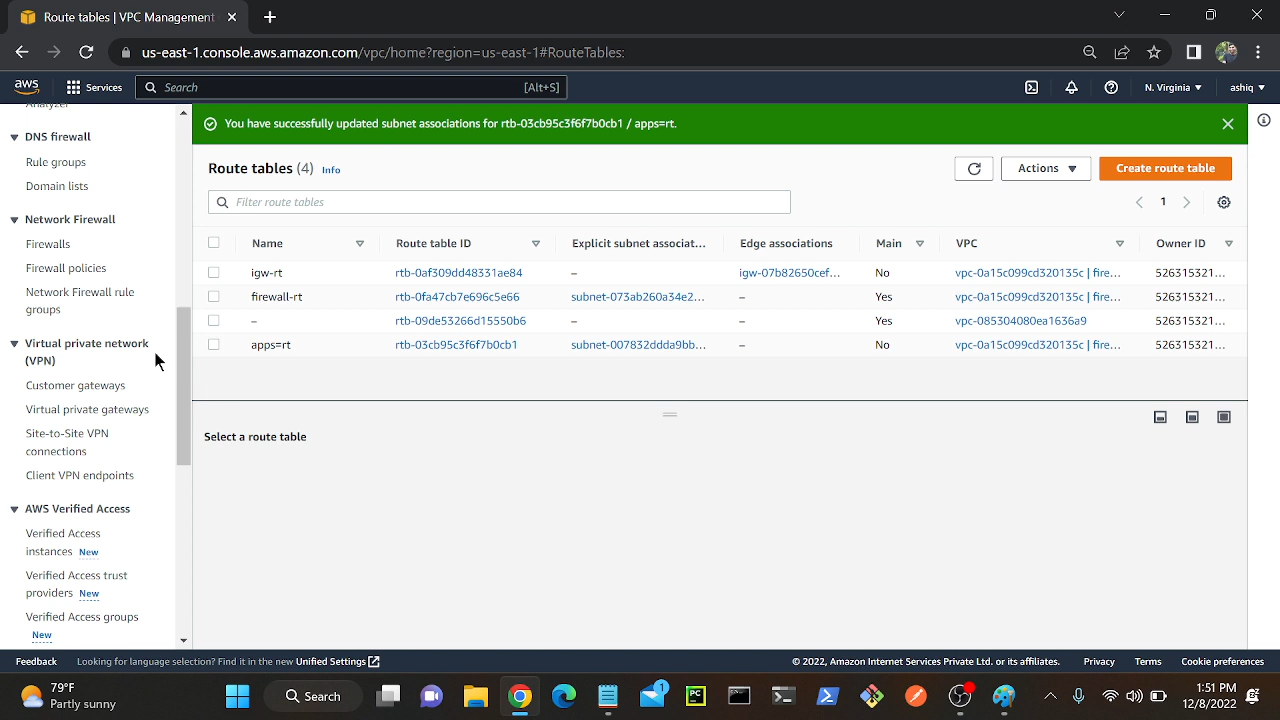 Route tables | VPC Management
us-east-1.console.aws.amazon.com/vpc/home?region=us-east-1#RouteTables:
aws
Services
Search
[Alt+S]
N. Virginia
ashiq
Analyzer
DNS firewall
Rule groups
Domain lists
Network Firewall
Firewalls
Firewall policies
Network Firewall rule
groups
Virtual private network
(VPN)
Customer gateways
Virtual private gateways
Site-to-Site VPN
connections
Client VPN endpoints
AWS Verified Access
Verified Access
instances New
Verified Access trust
providers New
Verified Access groups
New
You have successfully updated subnet associations for rtb-03cb95c3f6f7b0cb1 / apps=rt.
Route tables (4) Info
Actions
Create route table
Filter route tables
1
Name Route table ID Explicit subnet associat... Edge associations Main VPC Owner ID
igw-rt rtb-0af309dd48331ae84 – igw-07b82650cef... No vpc-0a15c099cd320135c | fire...526315321...
firewall-rt rtb-0fa47cb7e696c5e66 subnet-073ab260a34e2... – Yes vpc-0a15c099cd320135c | fire... 526315321...
– rtb-09de53266d15550b6 – – Yes vpc-085304080ea1636a9 526315321...
apps=rt rtb-03cb95c3f6f7b0cb1 subnet-007832ddda9bb... – No vpc-0a15c099cd320135c | fire... 526315321...
Select a route table
Feedback
Looking for language selection? Find it in the new Unified Settings
© 2022, Amazon Internet Services Private Ltd. or its affiliates.
Privacy
Terms
Cookie preferences
79°F
Partly sunny
Search
1
PC
1:51 PM
12/8/2022